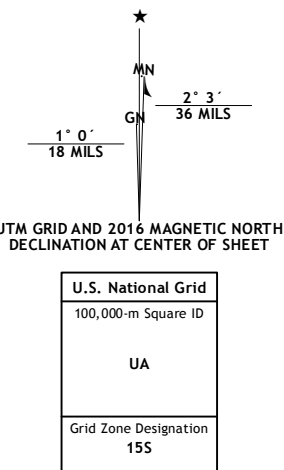 ★
MN
GN
2° 3´
36 MILS
1° 0´
18 MILS
UTM GRID AND 2016 MAGNETIC NORTH
DECLINATION AT CENTER OF SHEET
U.S. National Grid
100,000-m Square ID
UA
Grid Zone Designation
15S